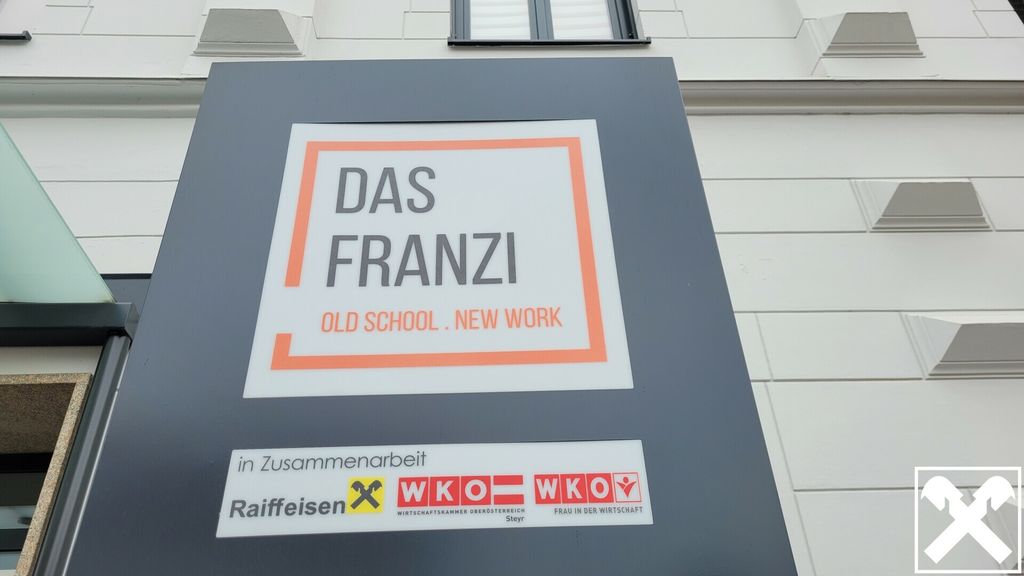 DAS
FRANZI
OLD SCHOOL . NEW WORK
in Zusammenarbeit
Raiffeisen
WKO
WIRTSCHAFTSKAMMER OBERÖSTERREICH
Steyr
WKO
FRAU IN DER WIRTSCHAFT